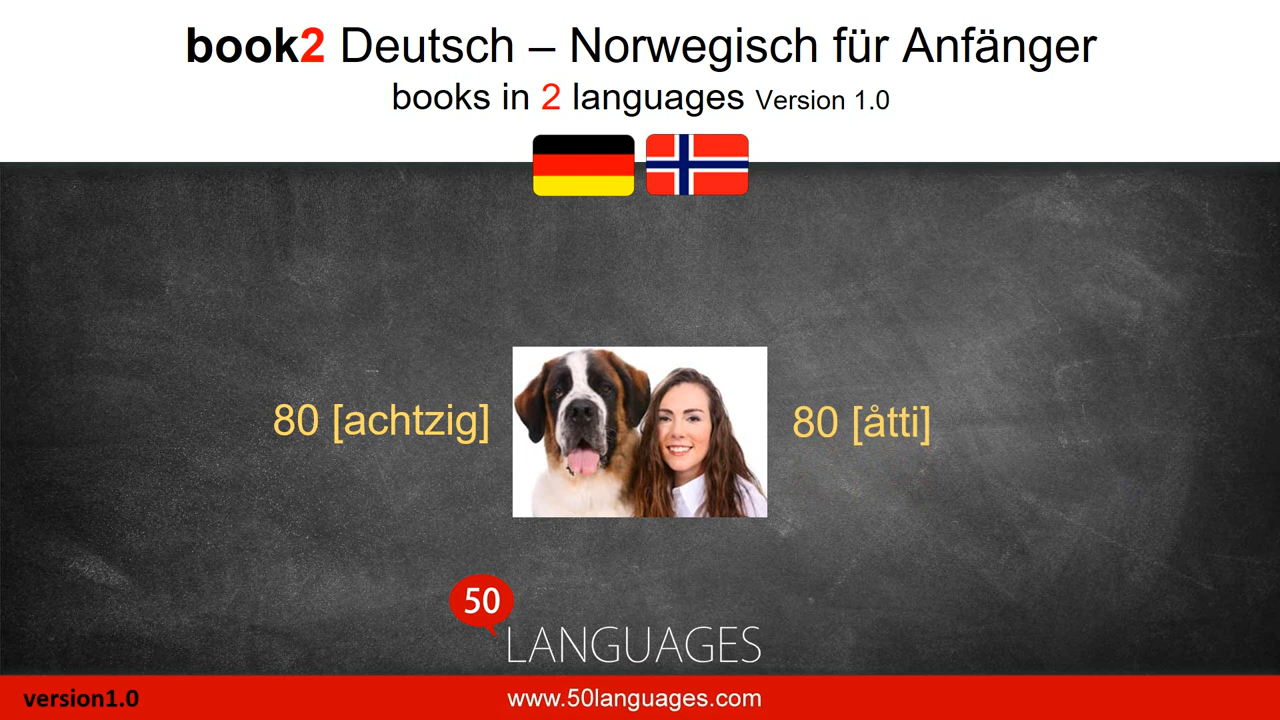 book2 Deutsch – Norwegisch für Anfänger
books in 2 languages Version 1.0
80 [achtzig]
80 [åtti]
50
LANGUAGES
version1.0
www.50languages.com